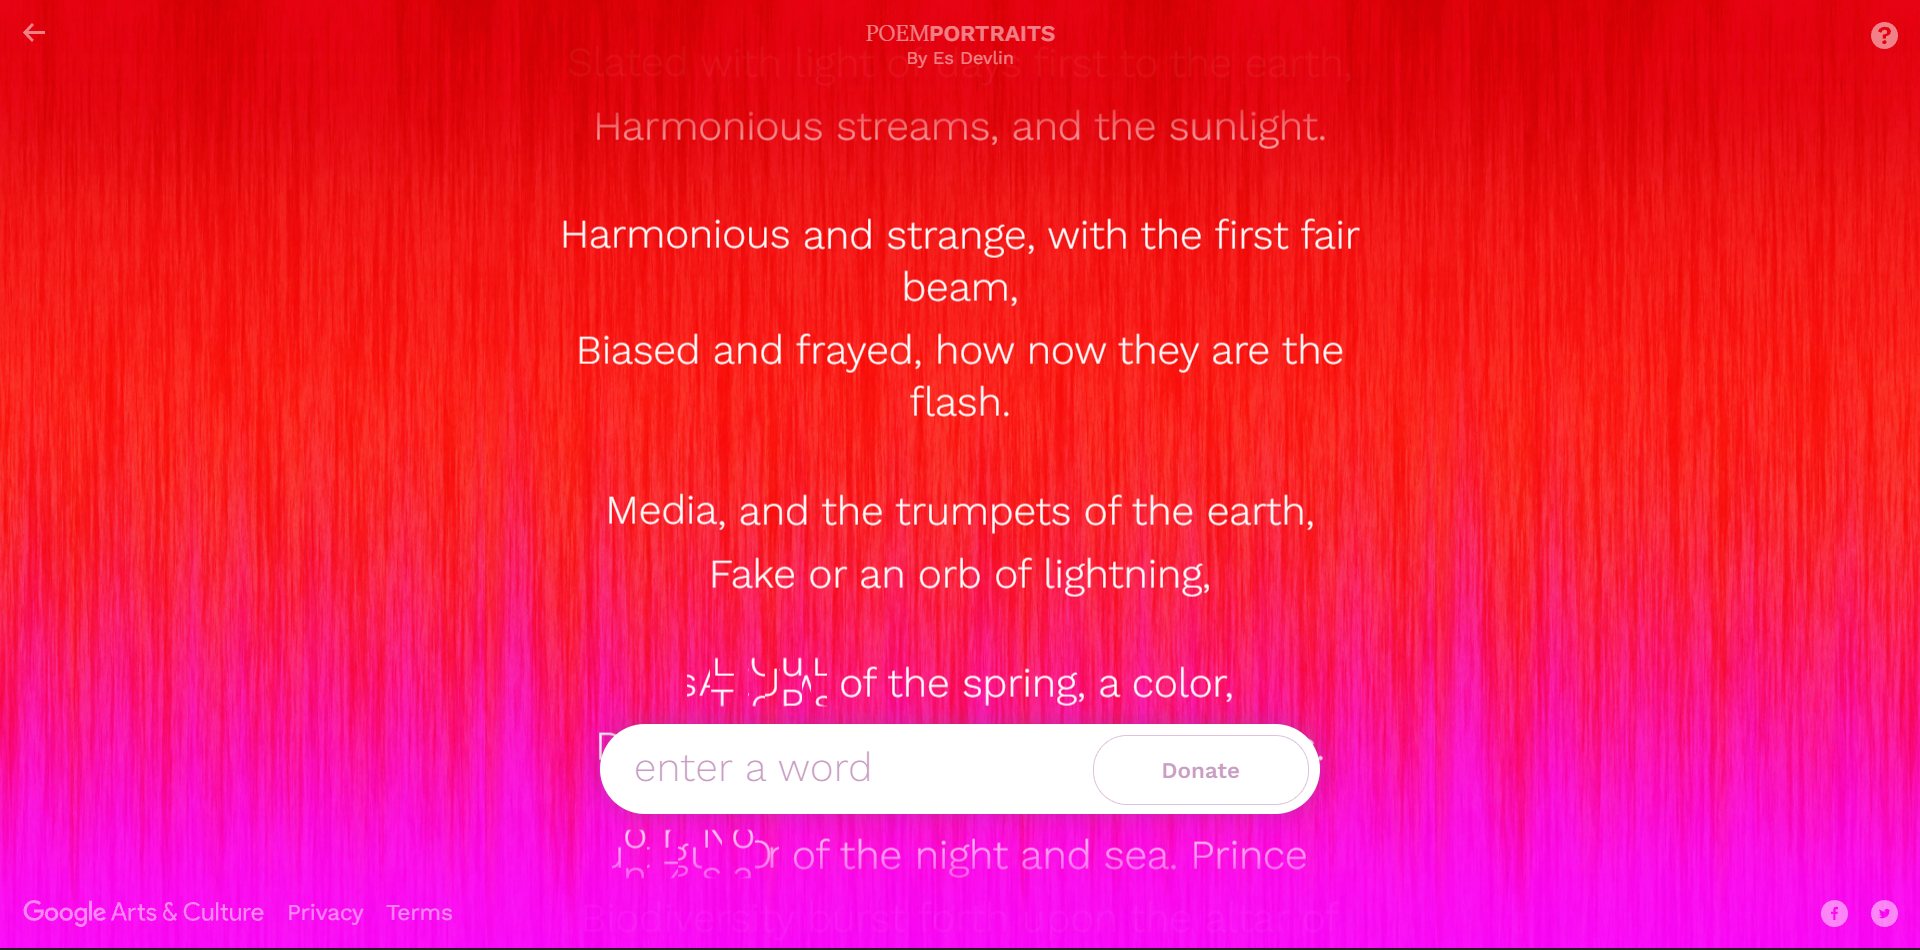 POEMPORTRAITS
By Es Devlin
Slated with light of days first to the earth,
Harmonious streams, and the sunlight.
Harmonious and strange, with the first fair
beam,
Biased and frayed, how now they are the
flash.
Media, and the trumpets of the earth,
Fake or an orb of lightning,
of the spring, a color,
enter a word
Donate
of the night and sea. Prince
Biodiversity burst forth upon the altar of
Google Arts & Culture Privacy Terms